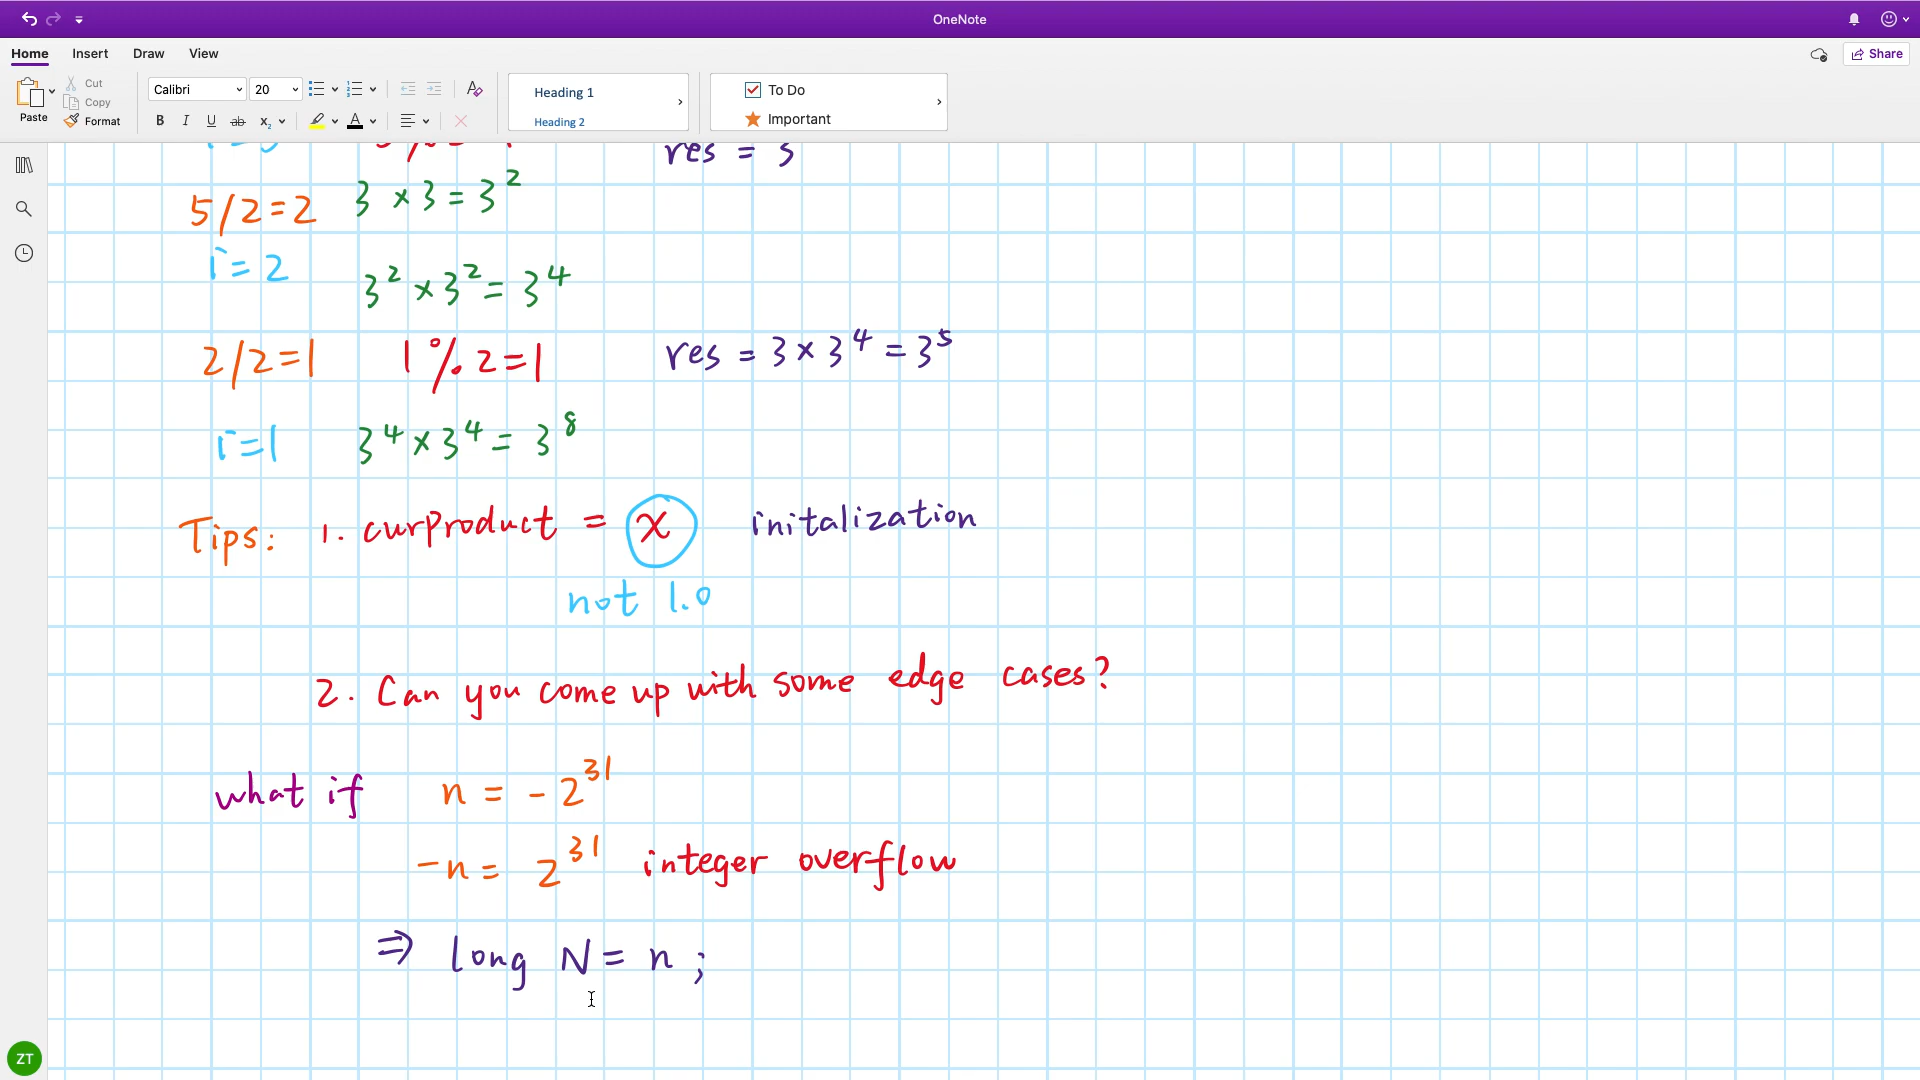 OneNote
Home Insert Draw View Share
Paste Cut Copy Format Calibri 20 Heading 1 Heading 2 To Do Important
B I U ab X₂ A
res = 3
5/2=2 3 × 3 = 3²
i=2 3² × 3² = 3⁴
2/2=1 1 % 2 = 1 res = 3 × 3⁴ = 3⁵
i=1 3⁴ × 3⁴ = 3⁸
Tips: 1. curproduct = x initalization
not 1.0
2. Can you come up with some edge cases?
what if n = -2³¹
-n = 2³¹ integer overflow
⇒ long N = n ;
ZT